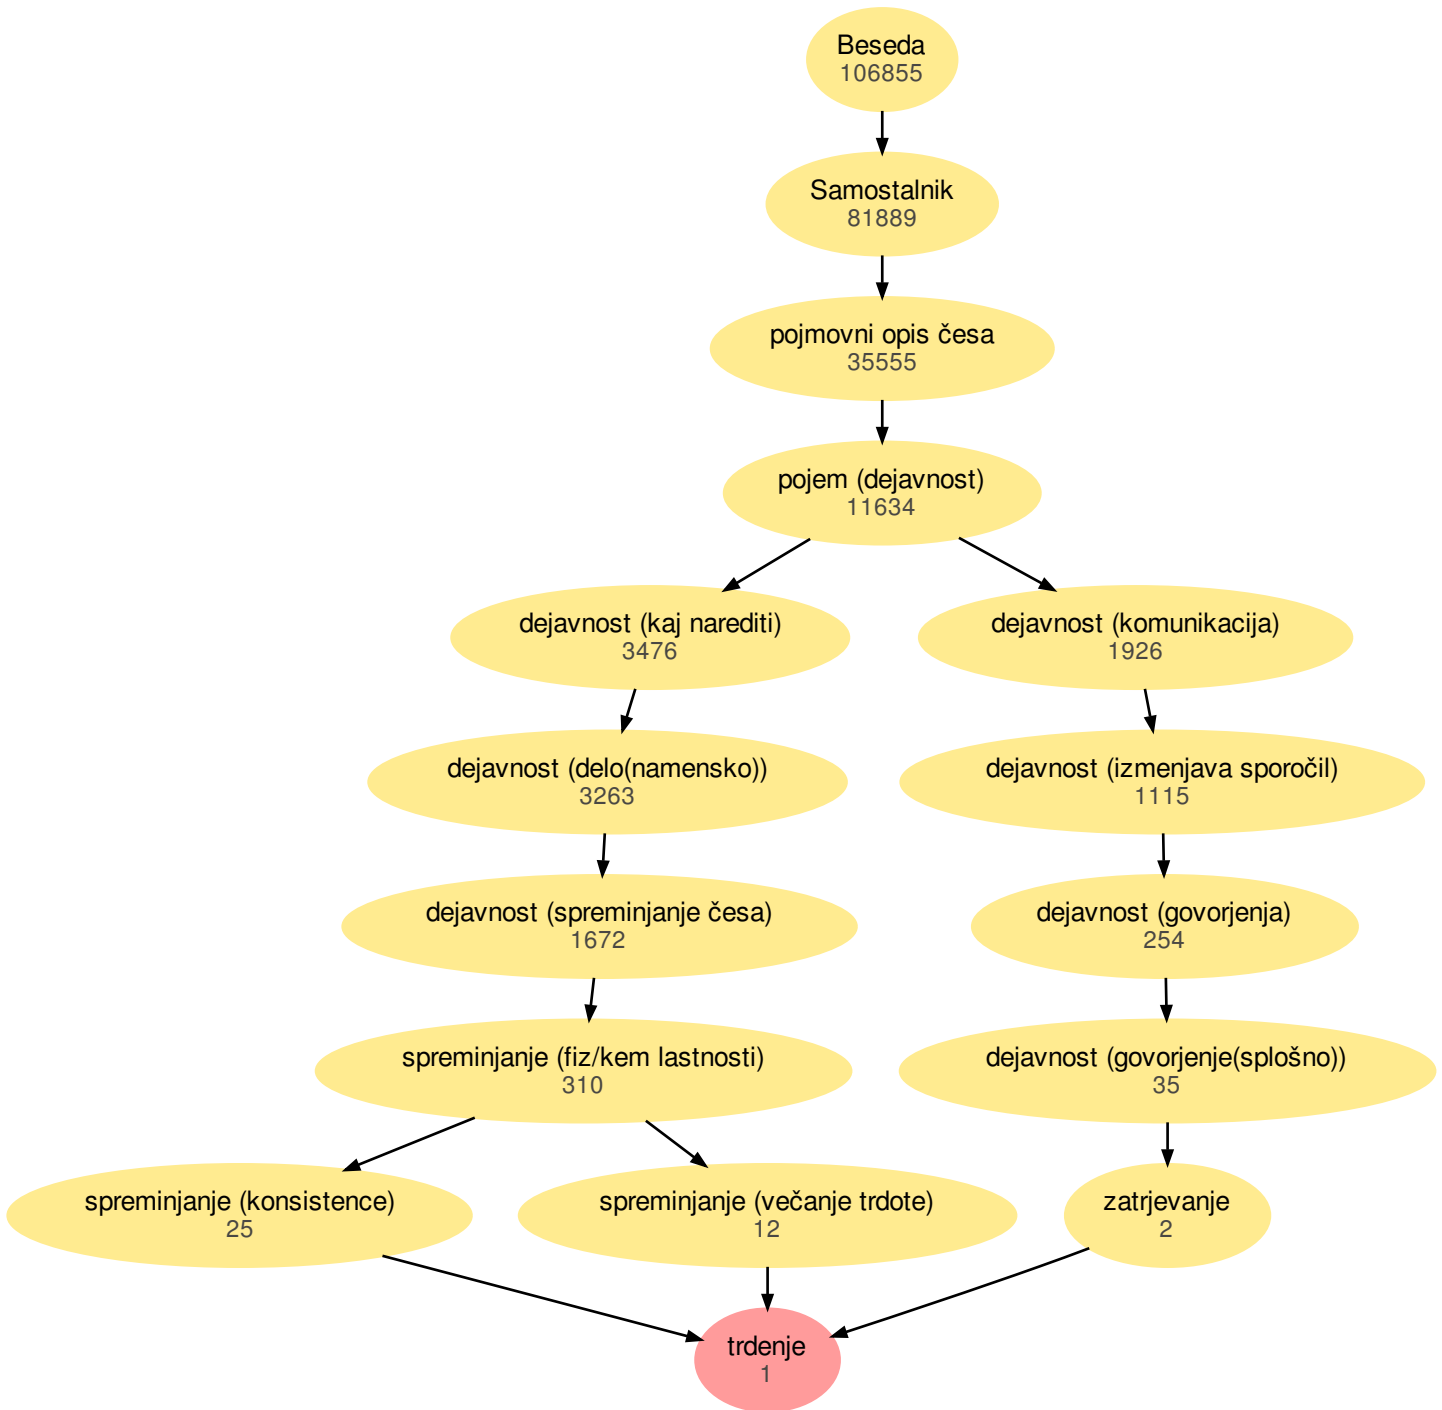 Beseda
106855
Samostalnik
81889
pojmovni opis česa
35555
pojem (dejavnost)
11634
dejavnost (kaj narediti)
3476
dejavnost (komunikacija)
1926
dejavnost (delo(namensko))
3263
dejavnost (izmenjava sporočil)
1115
dejavnost (spreminjanje česa)
1672
dejavnost (govorjenja)
254
spreminjanje (fiz/kem lastnosti)
310
dejavnost (govorjenje(splošno))
35
spreminjanje (konsistence)
25
spreminjanje (večanje trdote)
12
zatrjevanje
2
trdenje
1